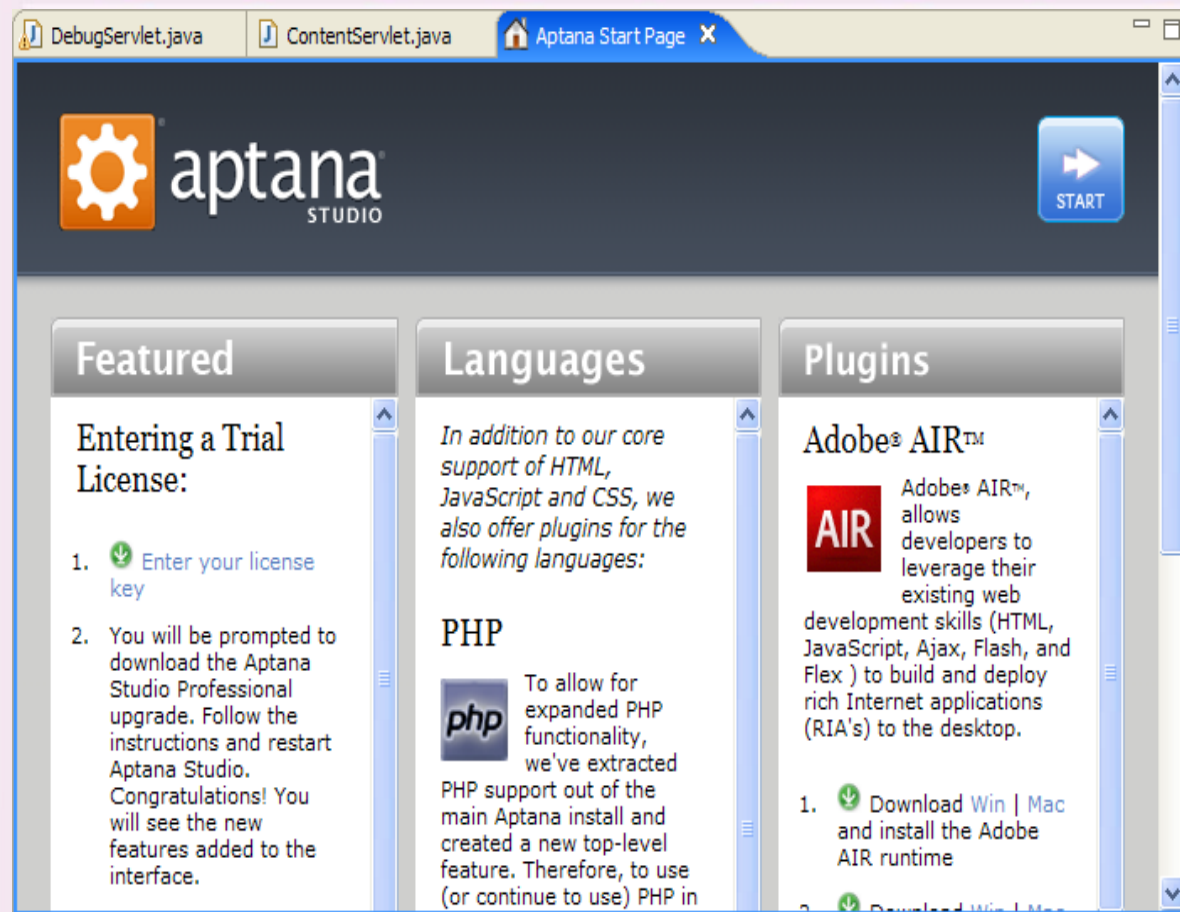 DebugServlet.java
ContentServlet.java
Aptana Start Page
aptana
STUDIO
START
Featured
Entering a Trial
License:
1. Enter your license
key
2. You will be prompted to
download the Aptana
Studio Professional
upgrade. Follow the
instructions and restart
Aptana Studio.
Congratulations! You
will see the new
features added to the
interface.
Languages
In addition to our core
support of HTML,
JavaScript and CSS, we
also offer plugins for the
following languages:
PHP
php
To allow for
expanded PHP
functionality,
we've extracted
PHP support out of the
main Aptana install and
created a new top-level
feature. Therefore, to use
(or continue to use) PHP in
Plugins
Adobe® AIR™
AIR
Adobe® AIR™,
allows
developers to
leverage their
existing web
development skills (HTML,
JavaScript, Ajax, Flash, and
Flex ) to build and deploy
rich Internet applications
(RIA's) to the desktop.
1. Download Win | Mac
and install the Adobe
AIR runtime
2. Download Win | Mac